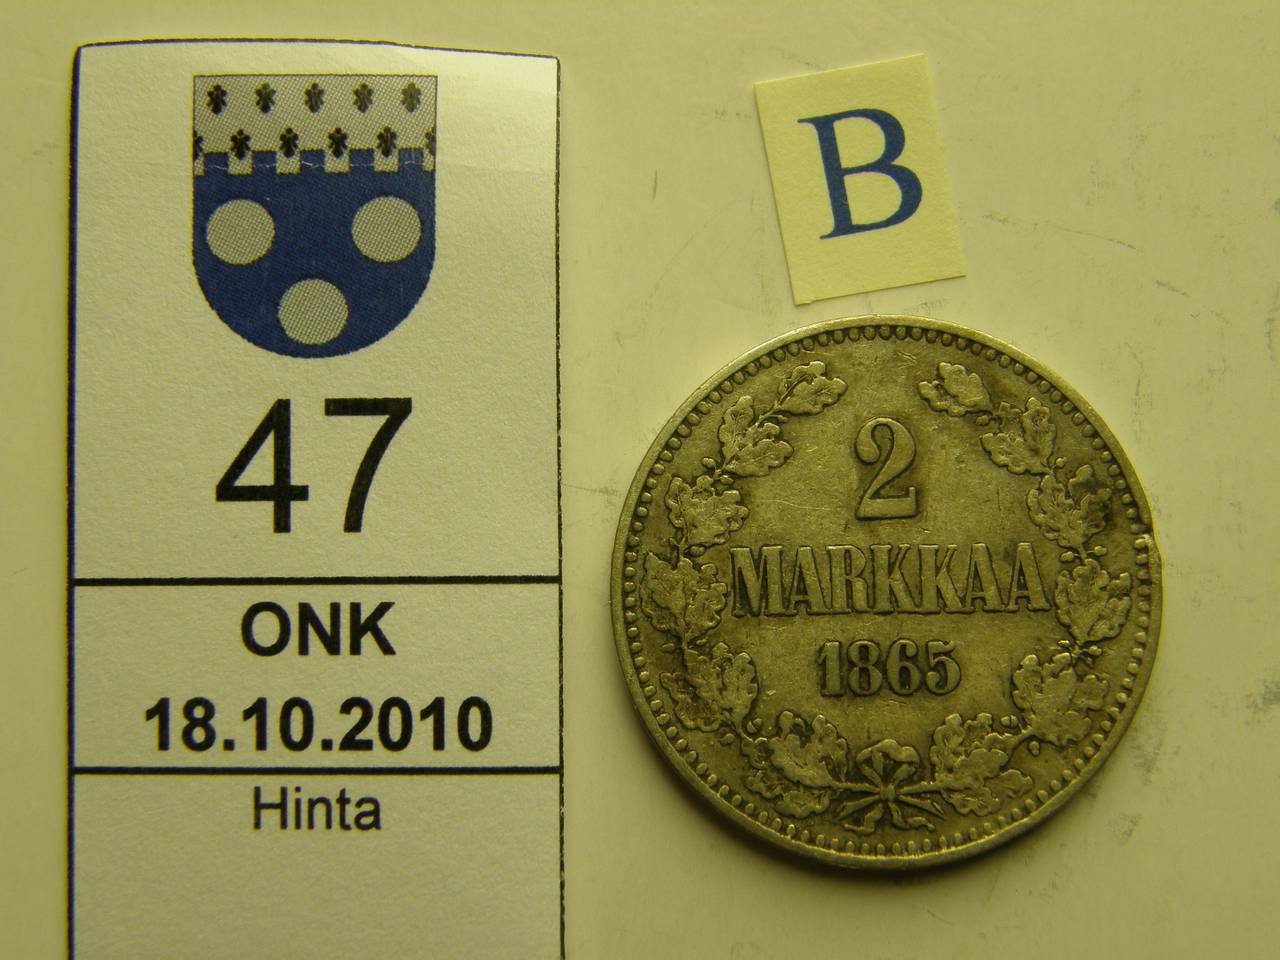 47
ONK
18.10.2010
Hinta
B
2
MARKKAA
1865